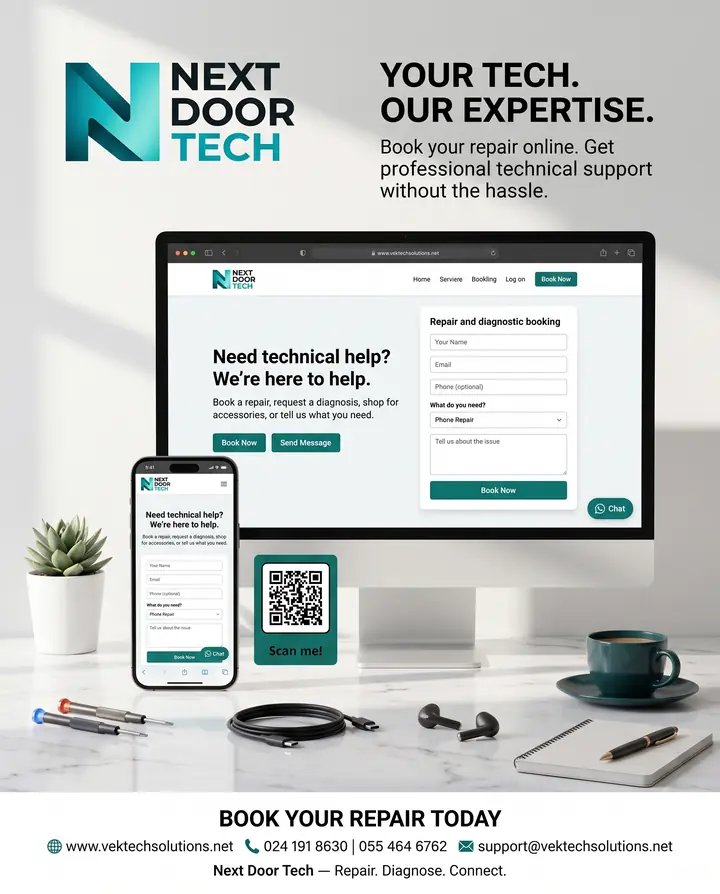 NEXT
DOOR
TECH
YOUR TECH.
OUR EXPERTISE.
Book your repair online. Get
professional technical support
without the hassle.
www.vektechsolutions.net
NEXT
DOOR
TECH
Home Serviere Bookling Log on Book Now
Need technical help?
We're here to help.
Book a repair, request a diagnosis, shop for
accessories, or tell us what you need.
Book Now Send Message
Repair and diagnostic booking
Your Name
Email
Phone (optional)
What do you need?
Phone Repair
Tell us about the issue
Book Now
Chat
9:41
NEXT
DOOR
TECH
Need technical help?
We're here to help.
Book a repair, request a diagnosis, shop
for accessories, or tell us what you need.
Your Name
Email
Phone (optional)
What do you need?
Phone Repair
Tell us about the issue
Book Now
Chat
Scan me!
BOOK YOUR REPAIR TODAY
www.vektechsolutions.net 024 191 8630 | 055 464 6762 support@vektechsolutions.net
Next Door Tech — Repair. Diagnose. Connect.